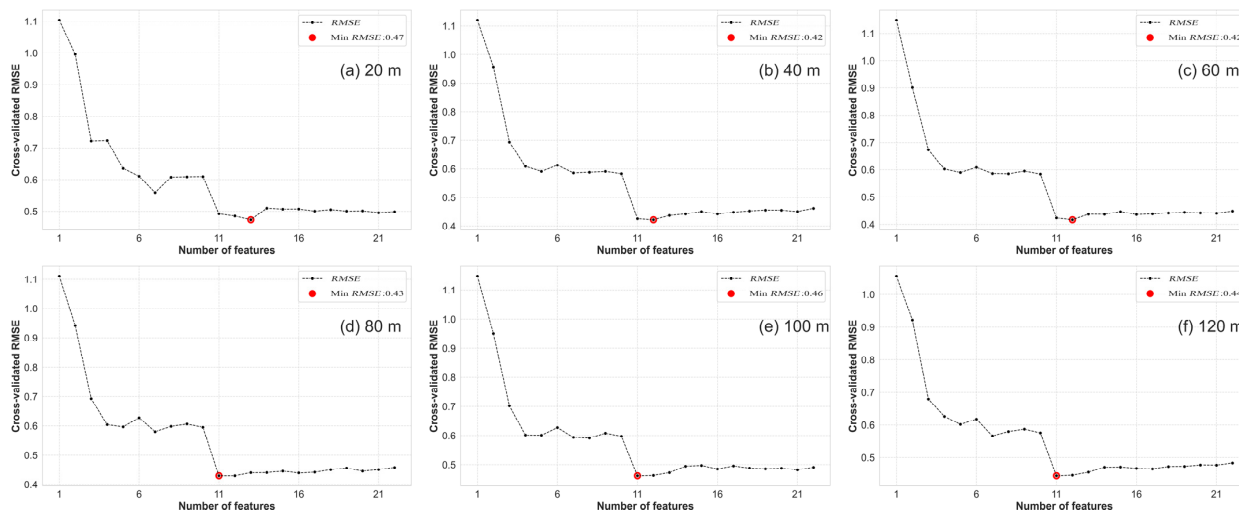 1.1
1.0
0.9
0.8
0.7
0.6
0.5
Cross-validated RMSE
RMSE
Min RMSE:0.47
(a) 20 m
1 6 11 16 21
Number of features
1.1
1.0
0.9
0.8
0.7
0.6
0.5
0.4
Cross-validated RMSE
RMSE
Min RMSE:0.42
(b) 40 m
1 6 11 16 21
Number of features
1.1
1.0
0.9
0.8
0.7
0.6
0.5
0.4
Cross-validated RMSE
RMSE
Min RMSE:0.42
(c) 60 m
1 6 11 16 21
Number of features
1.1
1.0
0.9
0.8
0.7
0.6
0.5
0.4
Cross-validated RMSE
RMSE
Min RMSE:0.43
(d) 80 m
1 6 11 16 21
Number of features
1.1
1.0
0.9
0.8
0.7
0.6
0.5
Cross-validated RMSE
RMSE
Min RMSE:0.46
(e) 100 m
1 6 11 16 21
Number of features
1.0
0.9
0.8
0.7
0.6
0.5
Cross-validated RMSE
RMSE
Min RMSE:0.44
(f) 120 m
1 6 11 16 21
Number of features